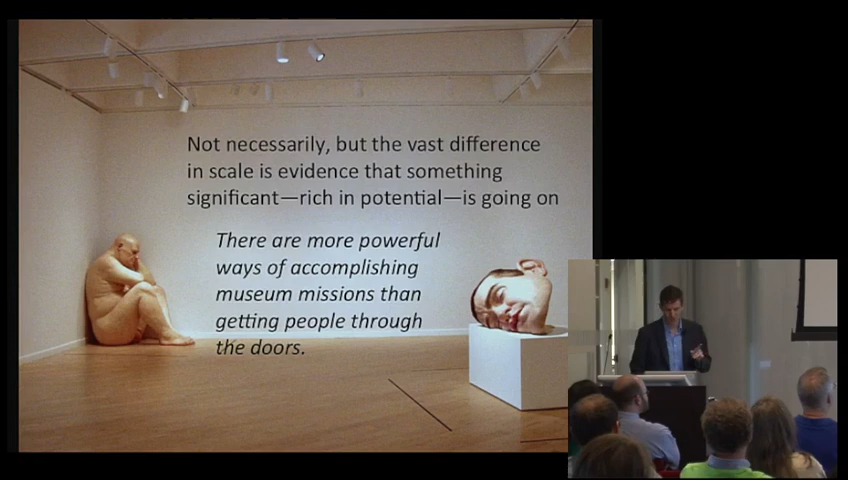 Not necessarily, but the vast difference
in scale is evidence that something
significant—rich in potential—is going on
There are more powerful
ways of accomplishing
museum missions than
getting people through
the doors.